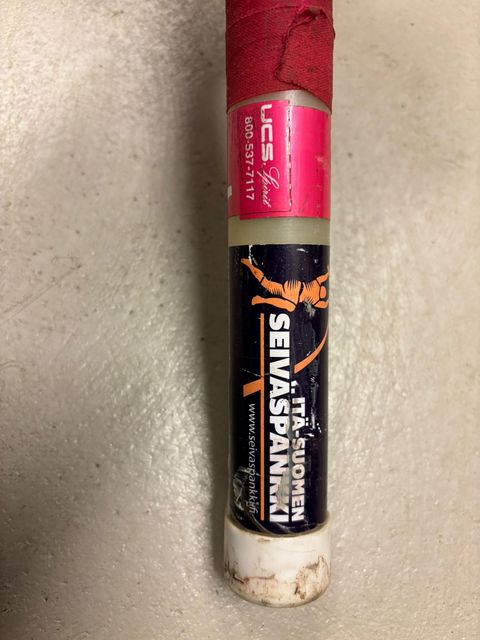 UCS Spirit
800-537-7117
ITÄ-SUOMEN
SEIVÄSPANKKI
www.seivaspankki.fi